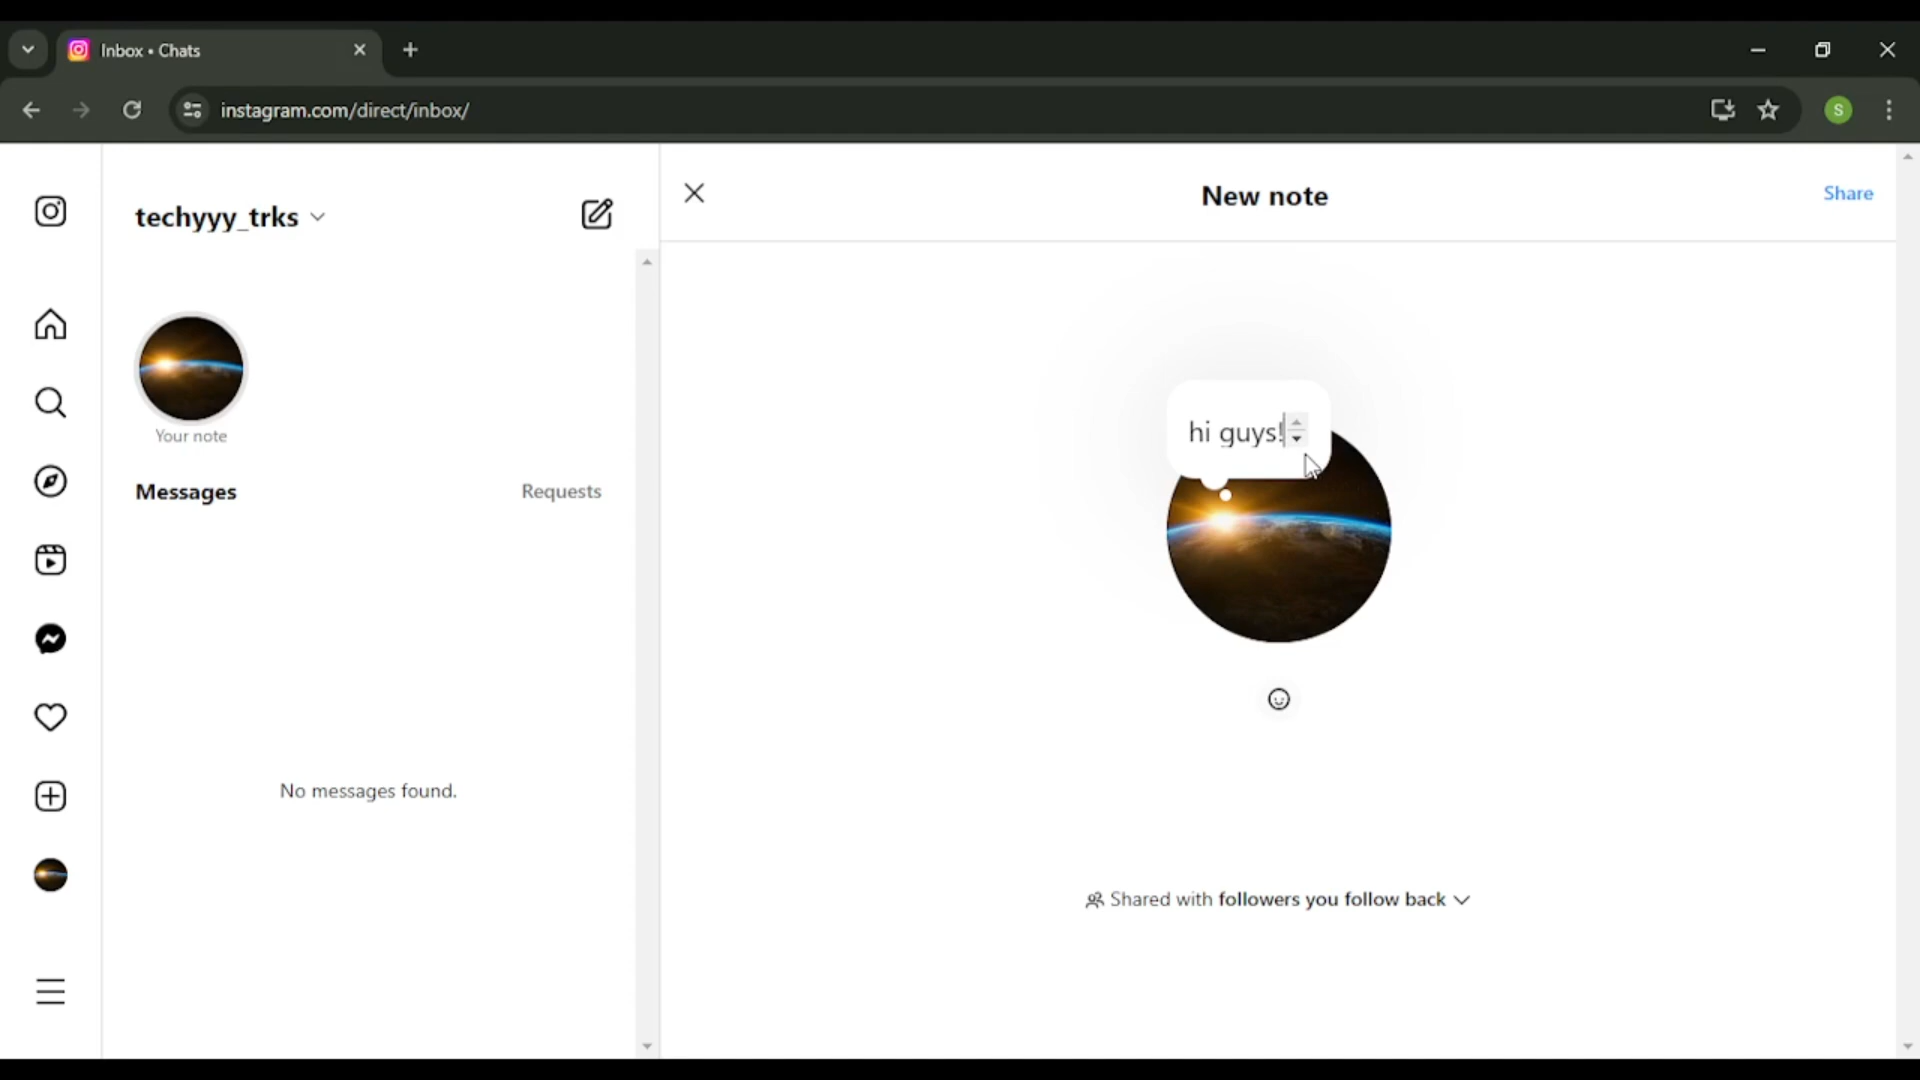 Inbox • Chats
instagram.com/direct/inbox/
S
techyyy_trks
Your note
Messages
Requests
No messages found.
New note
Share
hi guys!
Shared with followers you follow back